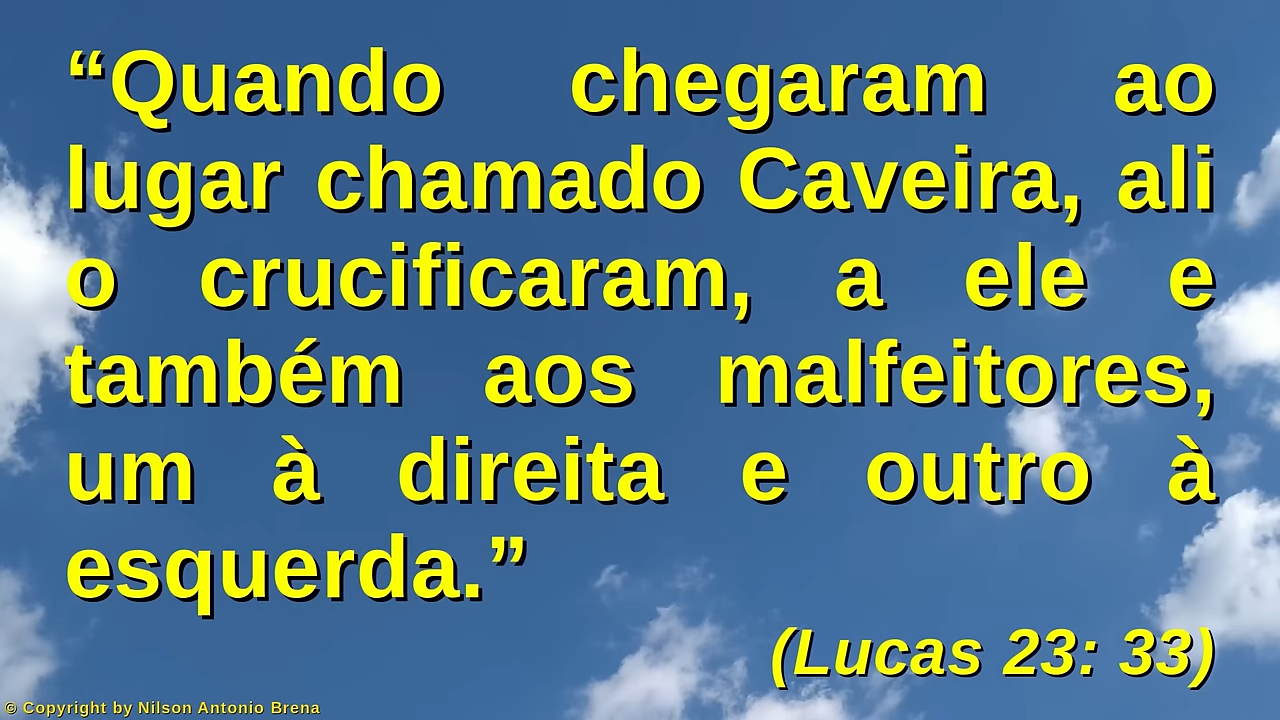 “Quando chegaram ao
lugar chamado Caveira, ali
o crucificaram, a ele e
também aos malfeitores,
um à direita e outro à
esquerda.”
(Lucas 23: 33)
© Copyright by Nilson Antonio Brena